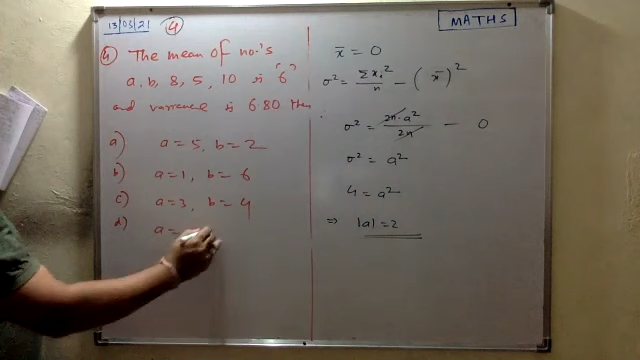 13/03/21
4
MATHS
4) The mean of no.'s
a, b, 8, 5, 10 is "6"
and variance is 6.80 then
a) a = 5, b = 2
b) a = 1, b = 6
c) a = 3, b = 4
d) a =
x̄ = 0
σ² = Σxᵢ²/n − (x̄)²
σ² = 2n·a²/2n − 0
σ² = a²
4 = a²
⇒ |a| = 2